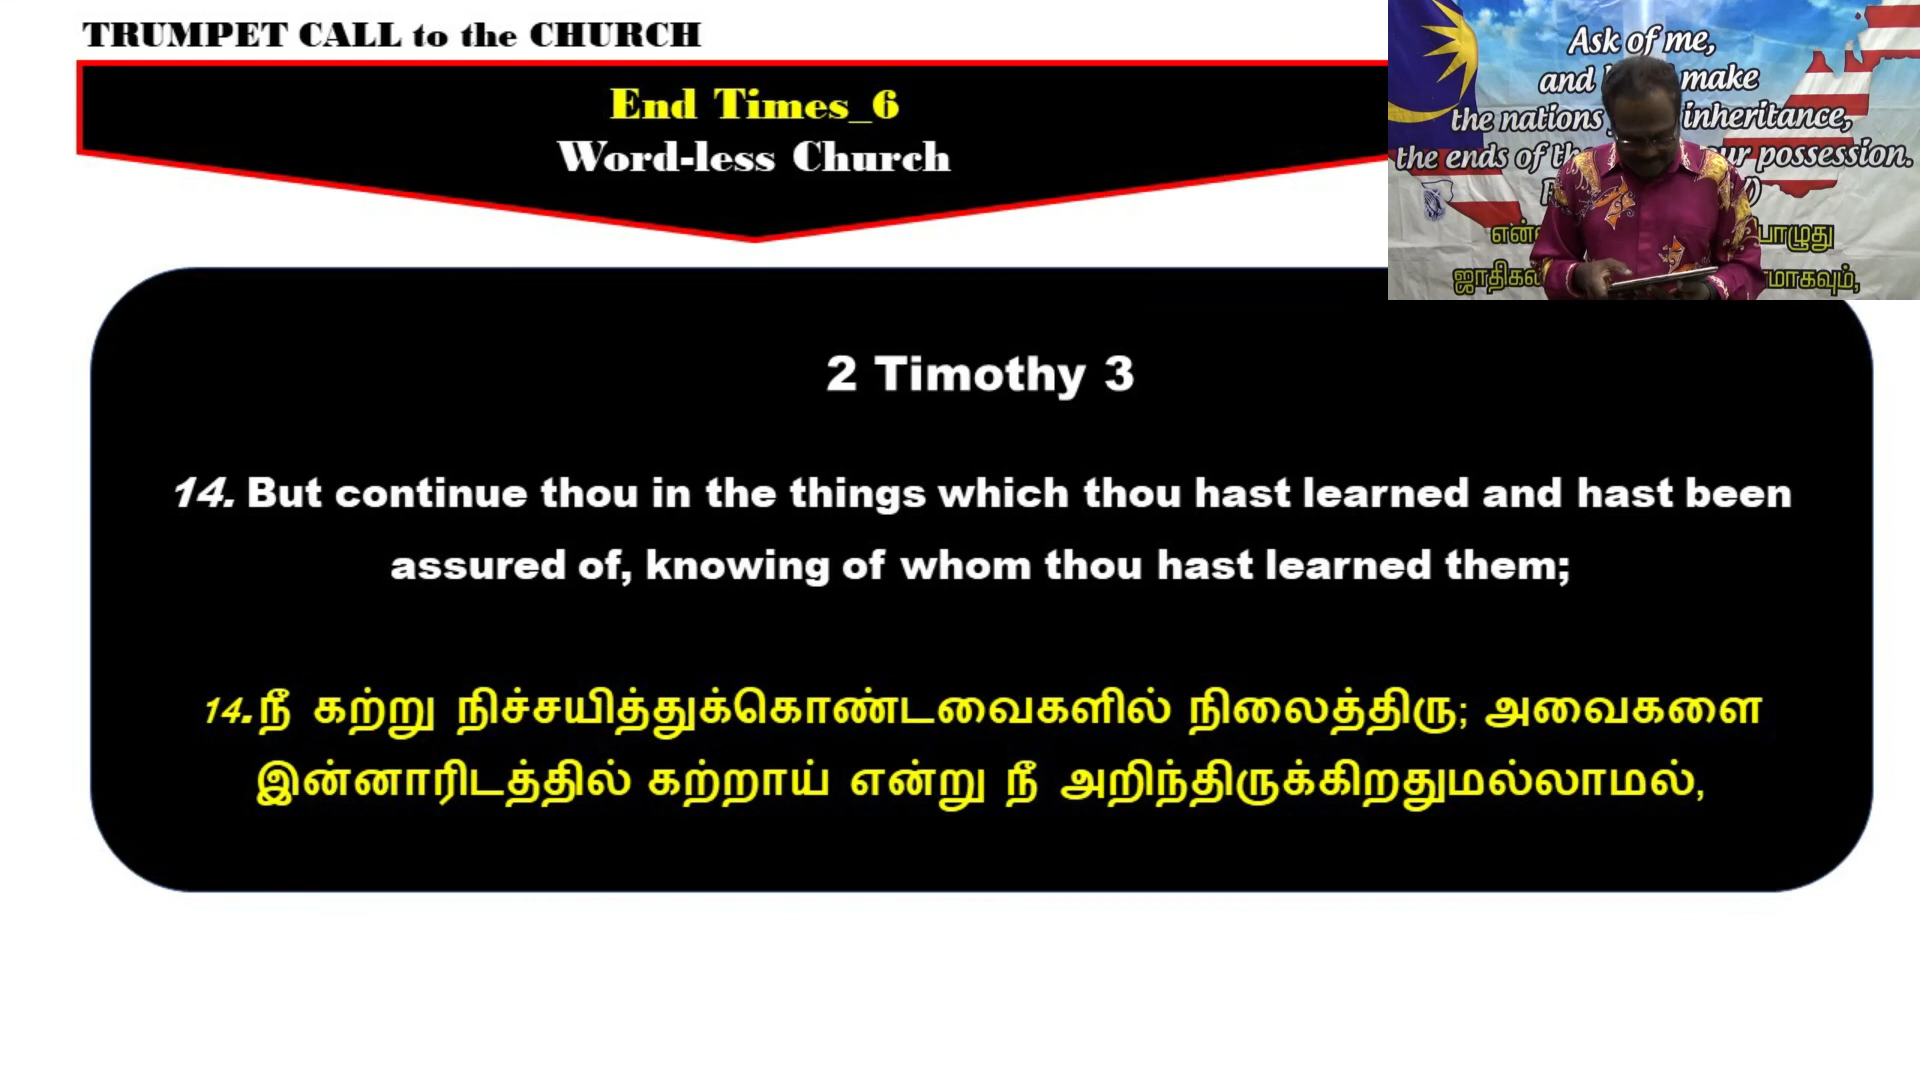 TRUMPET CALL to the CHURCH
End Times_6
Word-less Church
Ask of me,
and make
the nations inheritance,
the ends of possession.
ஜாதிகள
2 Timothy 3
14. But continue thou in the things which thou hast learned and hast been
assured of, knowing of whom thou hast learned them;
14.நீ கற்று நிச்சயித்துக்கொண்டவைகளில் நிலைத்திரு; அவைகளை
இன்னாரிடத்தில் கற்றாய் என்று நீ அறிந்திருக்கிறதுமல்லாமல்,